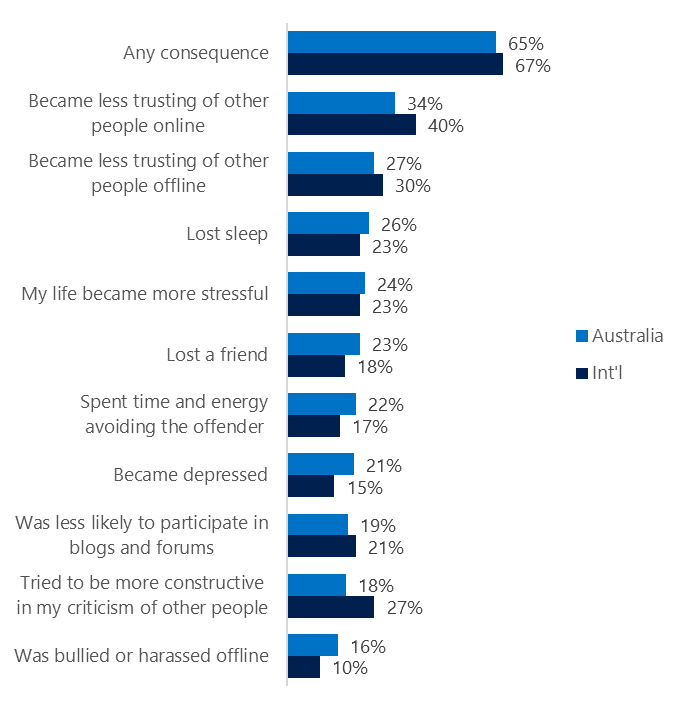 Any consequence
65%
67%
Became less trusting of other
people online
34%
40%
Became less trusting of other
people offline
27%
30%
Lost sleep
26%
23%
My life became more stressful
24%
23%
Lost a friend
23%
18%
Spent time and energy
avoiding the offender
22%
17%
Became depressed
21%
15%
Was less likely to participate in
blogs and forums
19%
21%
Tried to be more constructive
in my criticism of other people
18%
27%
Was bullied or harassed offline
16%
10%
Australia
Int'l